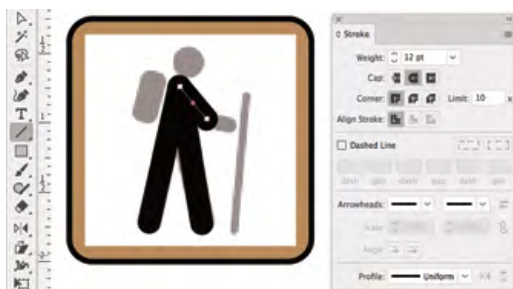 Stroke
Weight: 12 pt
Cap:
Corner: Limit: 10 x
Align Stroke:
Dashed Line
dash gap dash gap dash gap
Arrowheads:
Scale:
Align:
Profile: Uniform